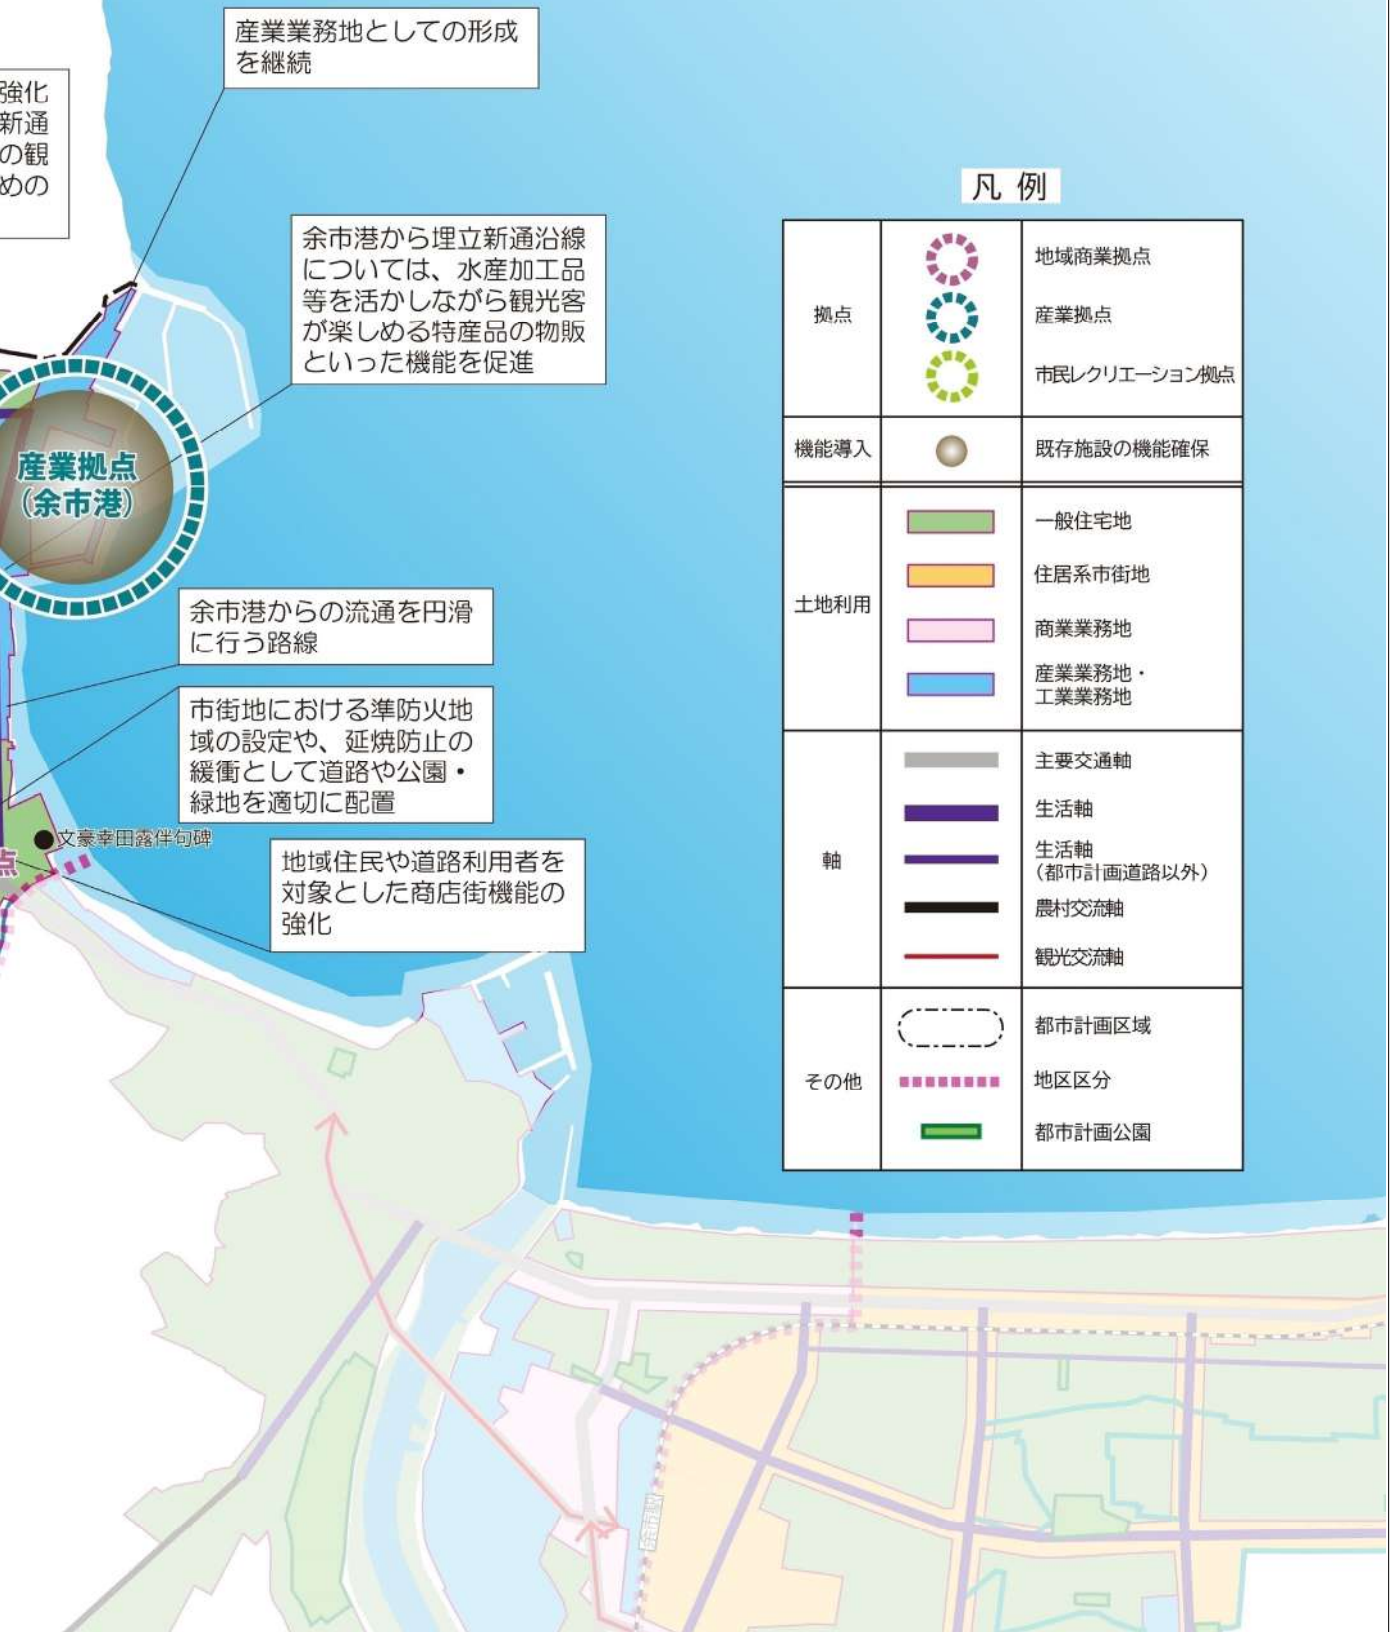 産業業務地としての形成
を継続
強化
新通
の観
めの
余市港から埋立新通沿線
については、水産加工品
等を活かしながら観光客
が楽しめる特産品の物販
といった機能を促進
産業拠点
(余市港)
余市港からの流通を円滑
に行う路線
市街地における準防火地
域の設定や、延焼防止の
緩衝として道路や公園・
緑地を適切に配置
文豪幸田露伴句碑
点
地域住民や道路利用者を
対象とした商店街機能の
強化
凡例
拠点
地域商業拠点
産業拠点
市民レクリエーション拠点
機能導入
既存施設の機能確保
土地利用
一般住宅地
住居系市街地
商業業務地
産業業務地・
工業業務地
軸
主要交通軸
生活軸
生活軸
(都市計画道路以外)
農村交流軸
観光交流軸
その他
都市計画区域
地区区分
都市計画公園